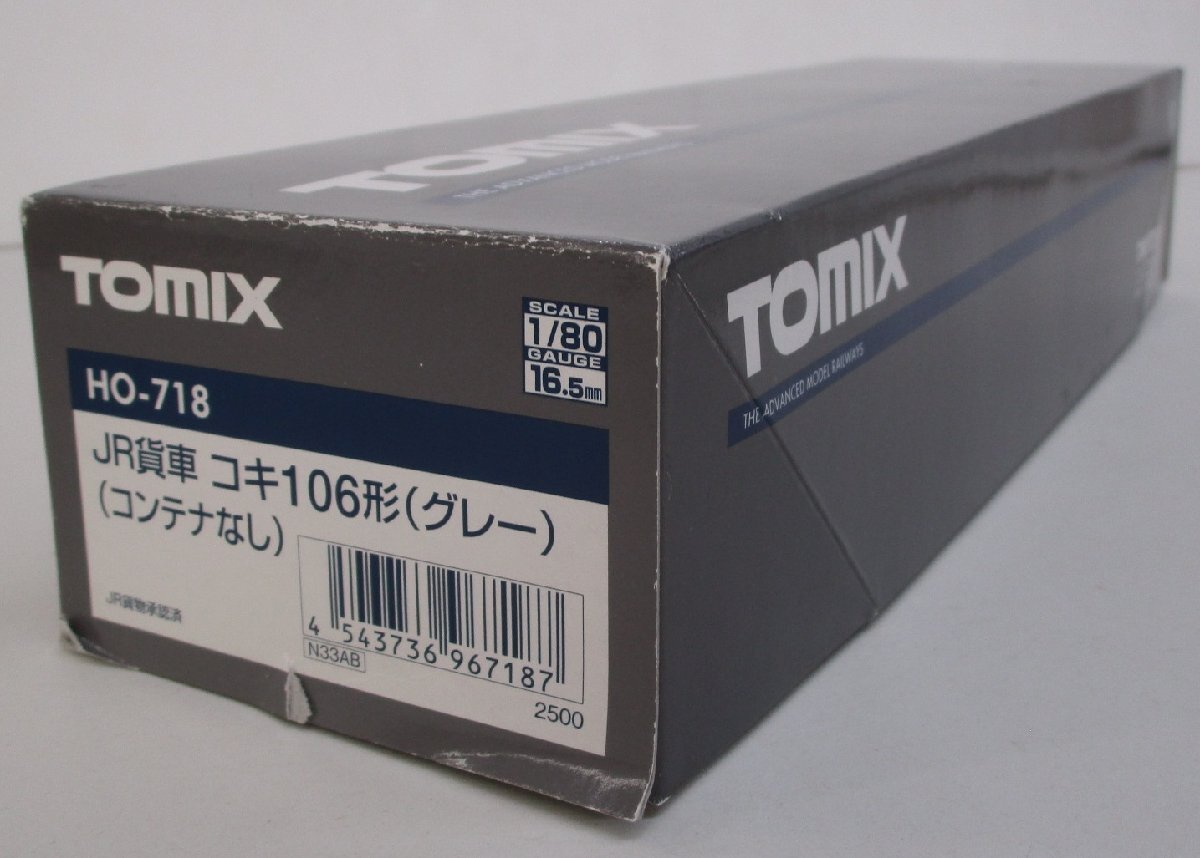 TOMIX
TOMIX
THE ADVANCED MODEL RAILWAYS
TOMIX
SCALE
1/80
GAUGE
16.5mm
HO-718
JR貨車 コキ106形(グレー)
(コンテナなし)
JR貨物承認済
4 543736 967187
N33AB
2500